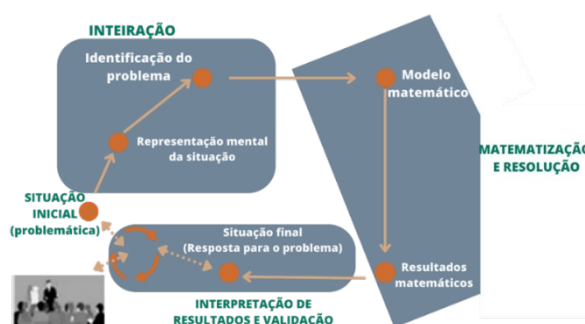 INTEIRAÇÃO
Identificação do
problema
Modelo
matemático
Representação mental
da situação
MATEMATIZAÇÃO
E RESOLUÇÃO
SITUAÇÃO
INICIAL
(problemática)
Situação final
(Resposta para o problema)
Resultados
matemáticos
INTERPRETAÇÃO DE
RESULTADOS E VALIDAÇÃO